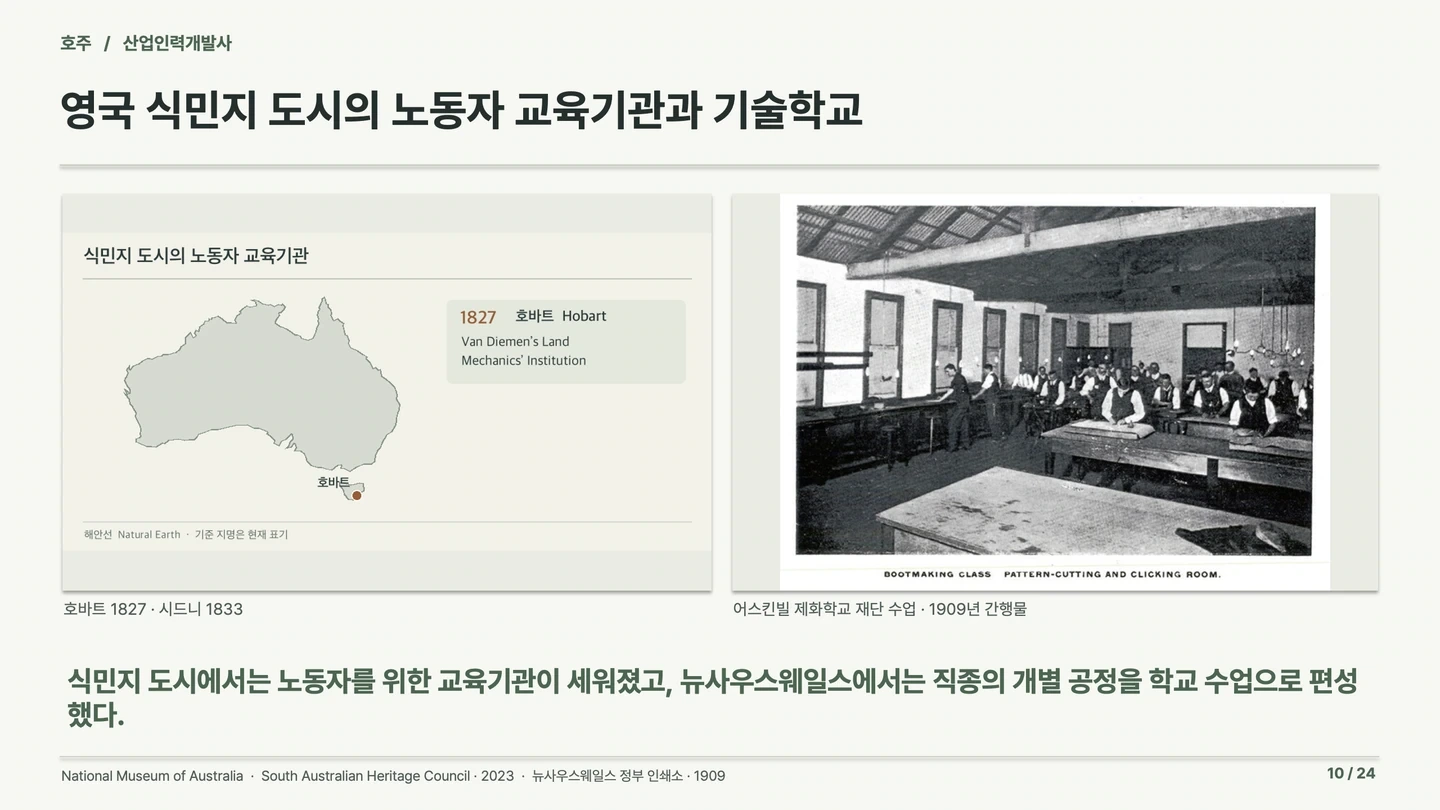 호주 / 산업인력개발사
영국 식민지 도시의 노동자 교육기관과 기술학교
식민지 도시의 노동자 교육기관
1827 호바트 Hobart
Van Diemen's Land
Mechanics' Institution
호바트
해안선 Natural Earth · 기준 지명은 현재 표기
호바트 1827 · 시드니 1833
BOOTMAKING CLASS PATTERN-CUTTING AND CLICKING ROOM.
어스킨빌 제화학교 재단 수업 · 1909년 간행물
식민지 도시에서는 노동자를 위한 교육기관이 세워졌고, 뉴사우스웨일스에서는 직종의 개별 공정을 학교 수업으로 편성
했다.
National Museum of Australia · South Australian Heritage Council · 2023 · 뉴사우스웨일스 정부 인쇄소 · 1909
10 / 24